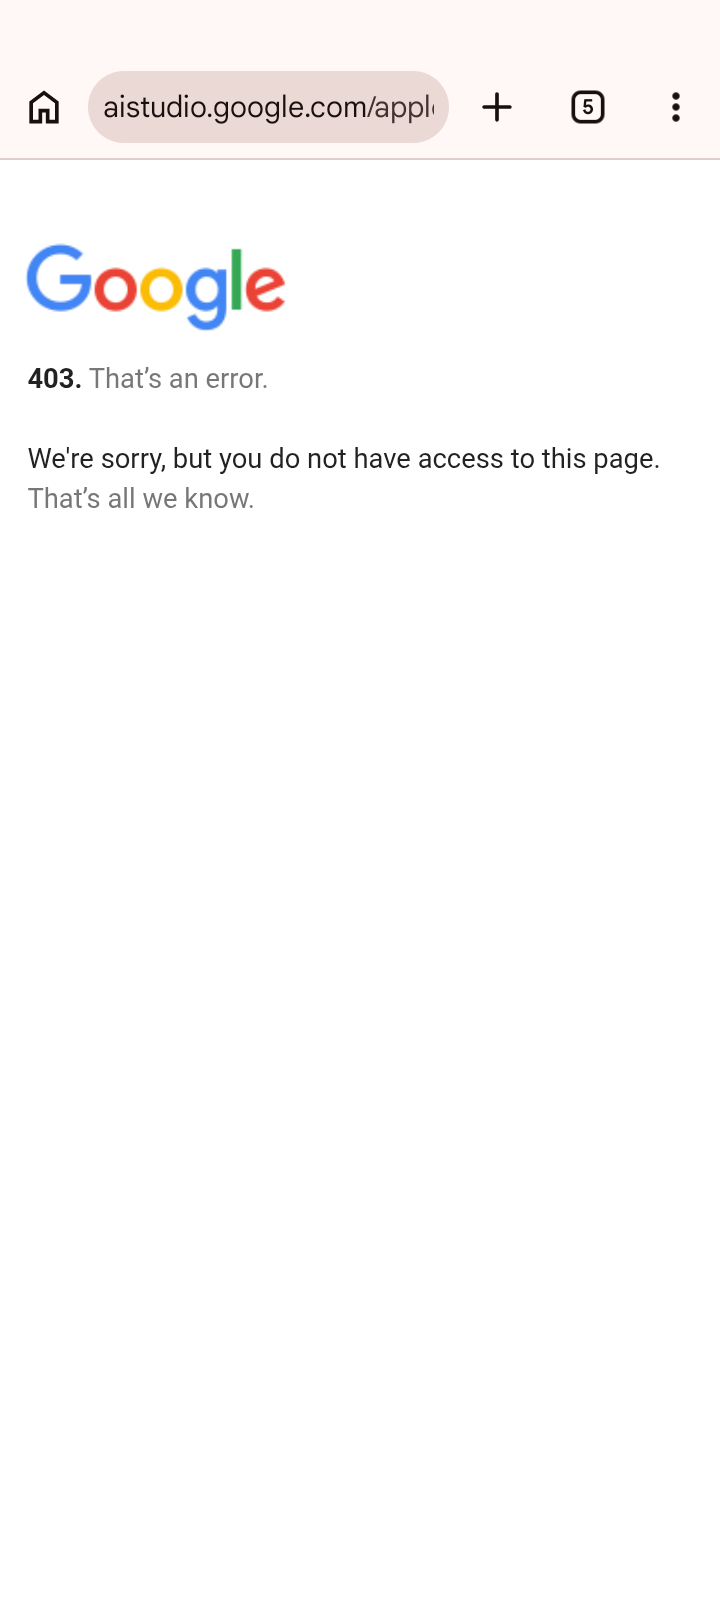 aistudio.google.com/appl
5
Google
403. That’s an error.
We're sorry, but you do not have access to this page.
That’s all we know.